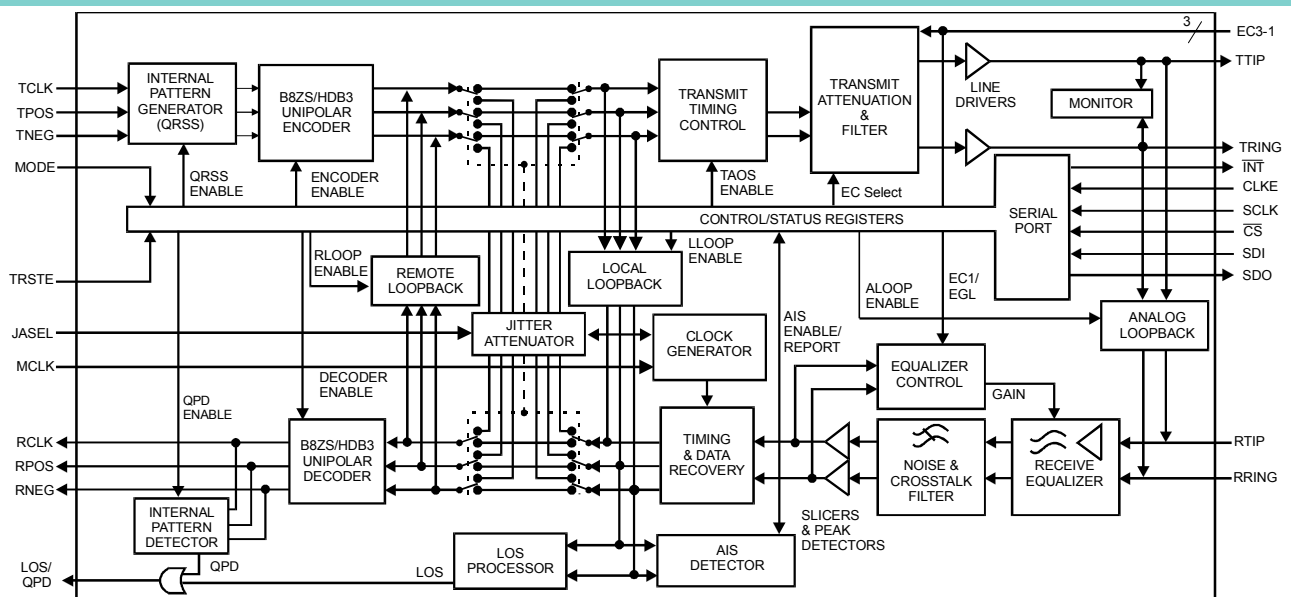 3
EC3-1
TCLK
TPOS
TNEG
MODE
TRSTE
JASEL
MCLK
RCLK
RPOS
RNEG
LOS/
QPD
INTERNAL
PATTERN
GENERATOR
(QRSS)
B8ZS/HDB3
UNIPOLAR
ENCODER
TRANSMIT
TIMING
CONTROL
TRANSMIT
ATTENUATION
&
FILTER
LINE
DRIVERS
MONITOR
TTIP
TRING
INT
CLKE
SCLK
CS
SDI
SDO
SERIAL
PORT
QRSS
ENABLE
ENCODER
ENABLE
TAOS
ENABLE
EC Select
CONTROL/STATUS REGISTERS
RLOOP
ENABLE
REMOTE
LOOPBACK
LOCAL
LOOPBACK
LLOOP
ENABLE
EC1/
EGL
ALOOP
ENABLE
ANALOG
LOOPBACK
JITTER
ATTENUATOR
CLOCK
GENERATOR
AIS
ENABLE/
REPORT
EQUALIZER
CONTROL
GAIN
QPD
ENABLE
DECODER
ENABLE
B8ZS/HDB3
UNIPOLAR
DECODER
TIMING
& DATA
RECOVERY
NOISE &
CROSSTALK
FILTER
RECEIVE
EQUALIZER
RTIP
RRING
SLICERS
& PEAK
DETECTORS
INTERNAL
PATTERN
DETECTOR
QPD
LOS
LOS
PROCESSOR
AIS
DETECTOR